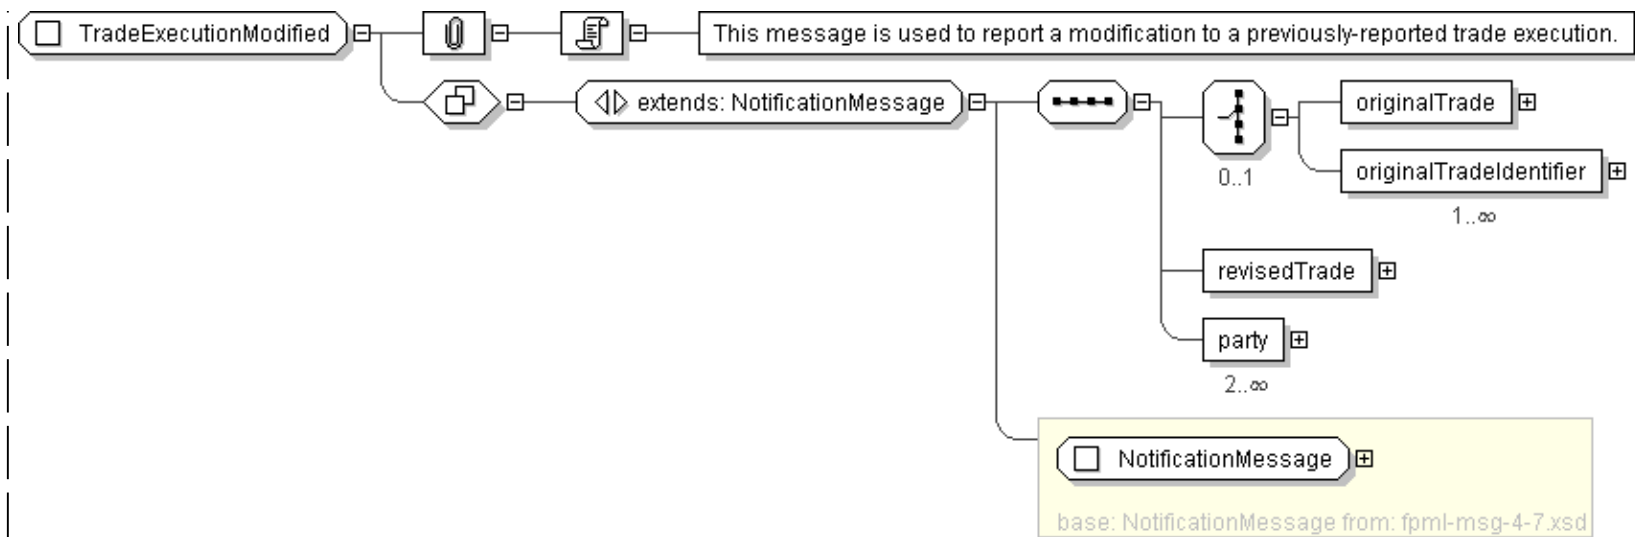 TradeExecutionModified
This message is used to report a modification to a previously-reported trade execution.
extends: NotificationMessage
originalTrade
0..1
originalTradeIdentifier
1..∞
revisedTrade
party
2..∞
NotificationMessage
base: NotificationMessage from: fpml-msg-4-7.xsd